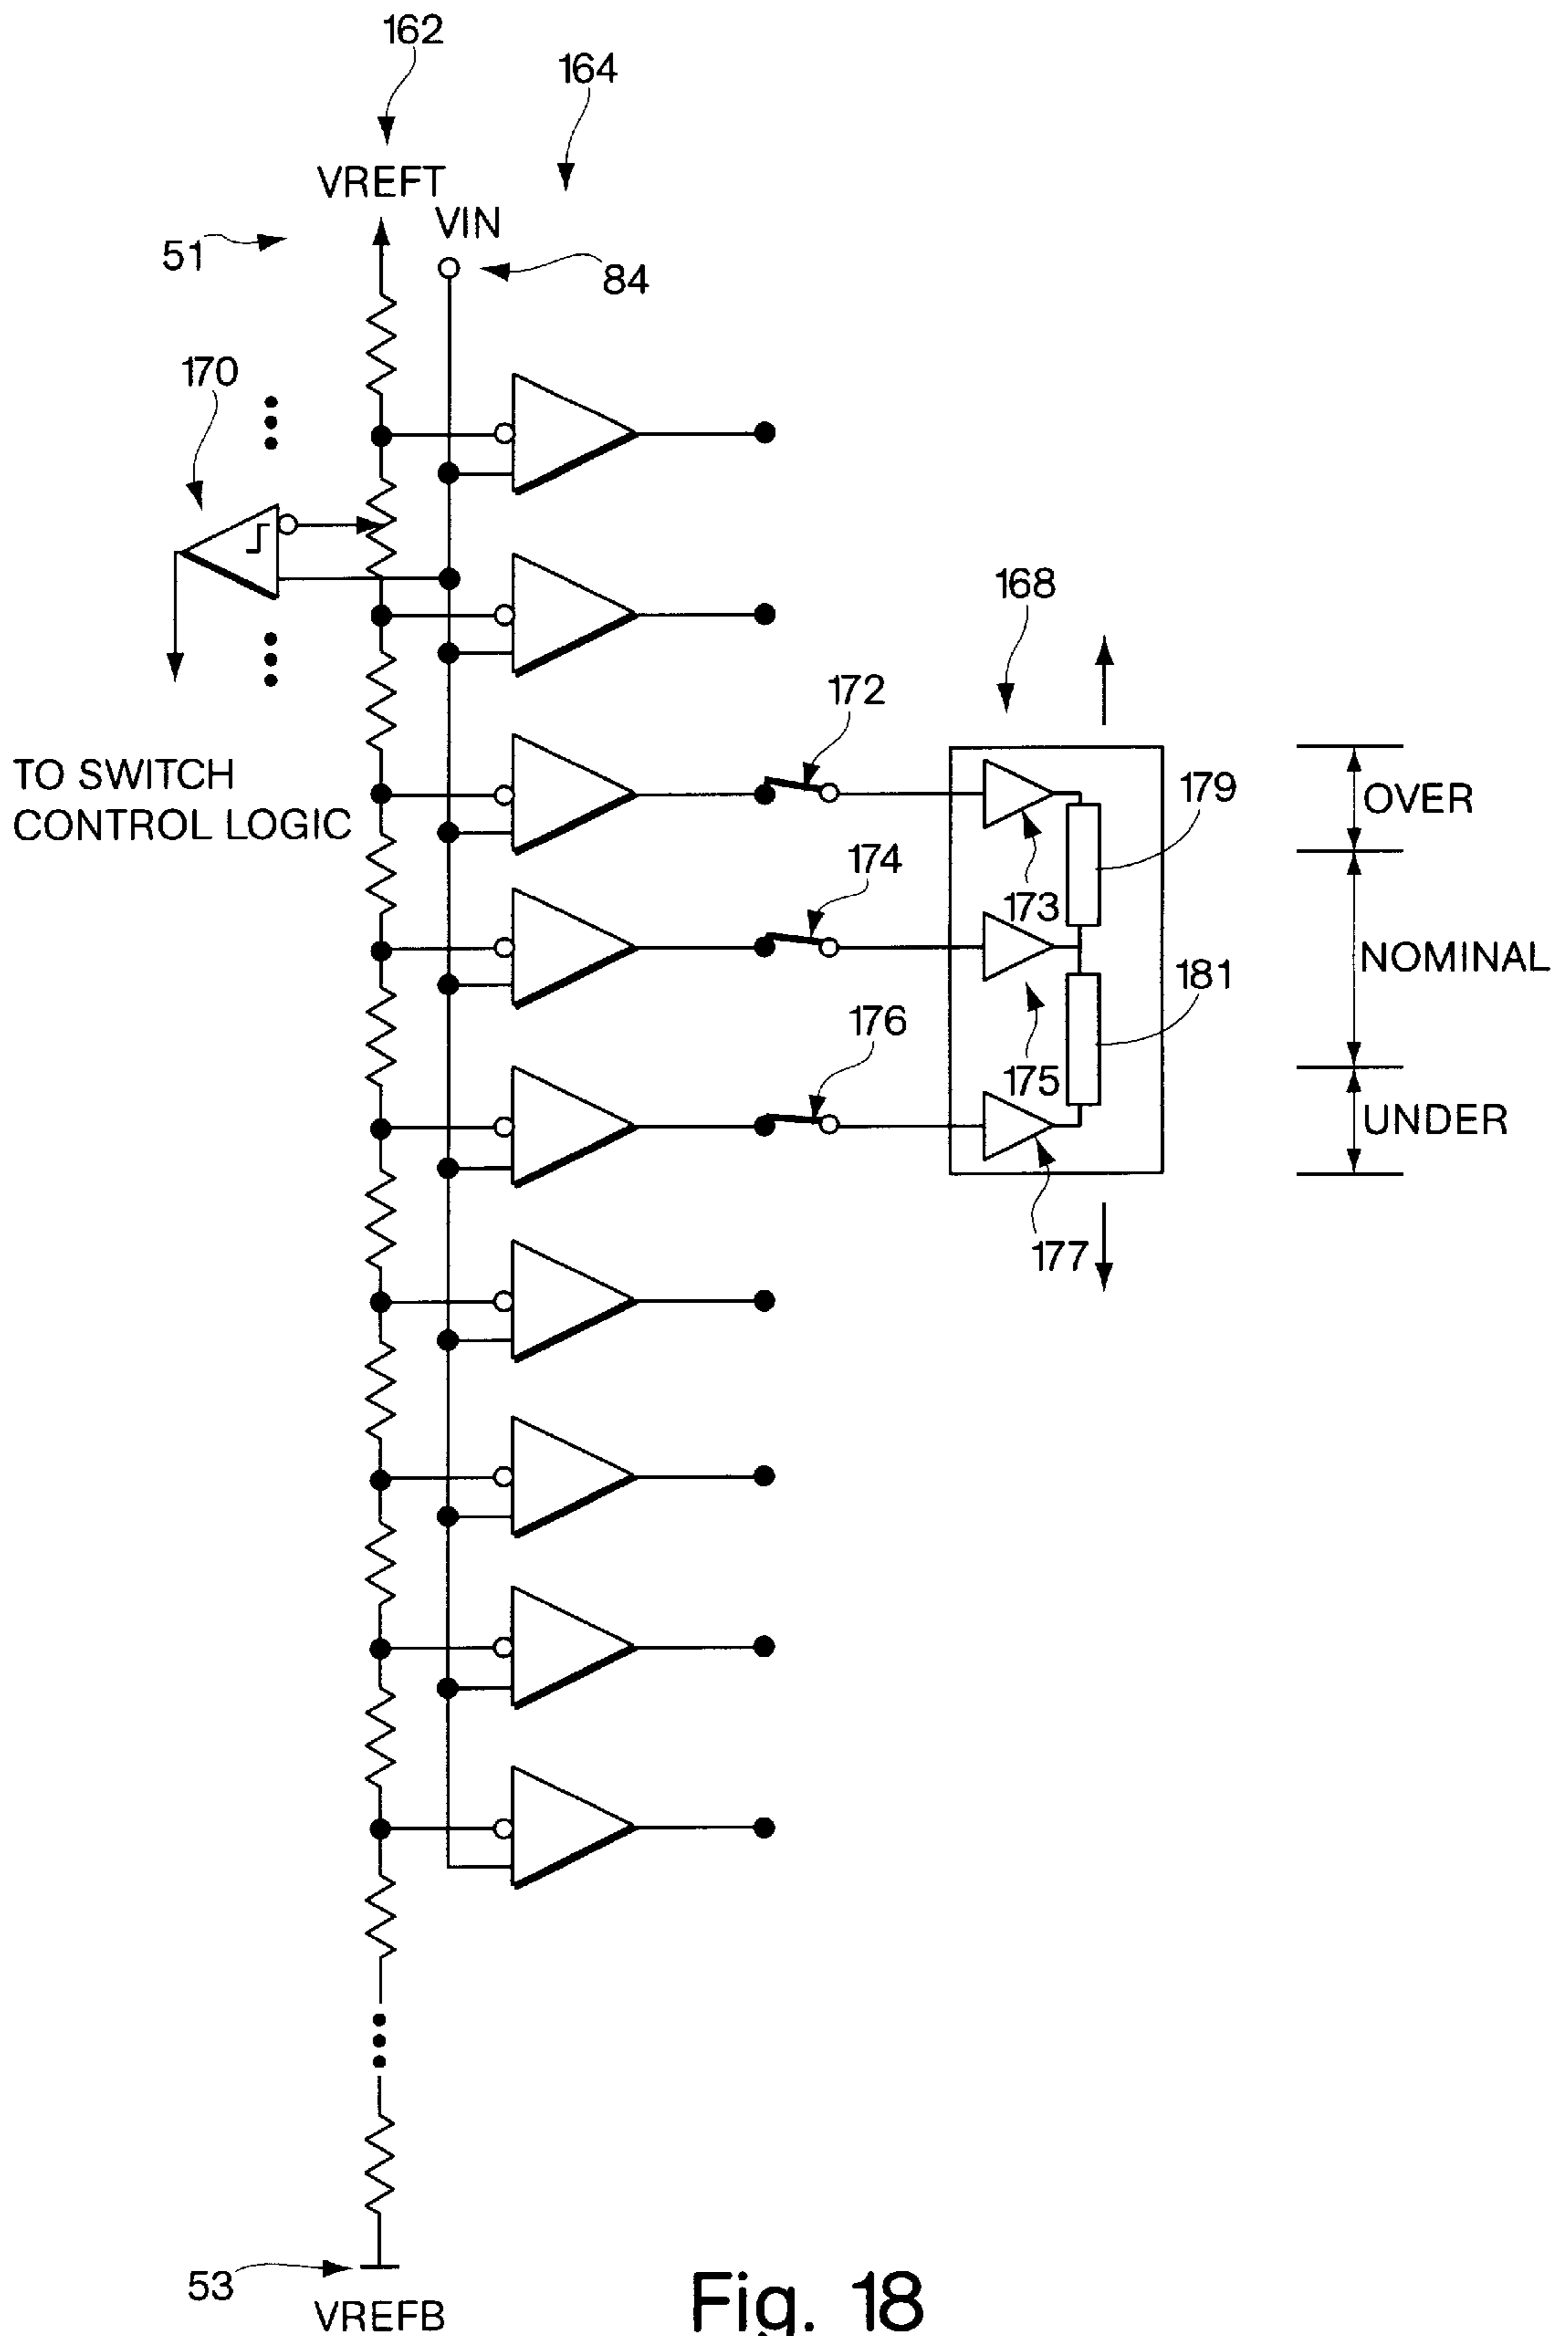 162
164
VREFT
VIN
51
84
170
168
172
TO SWITCH
CONTROL LOGIC
179
OVER
174
173
NOMINAL
181
176
175
UNDER
177
53
VREFB
Fig. 18